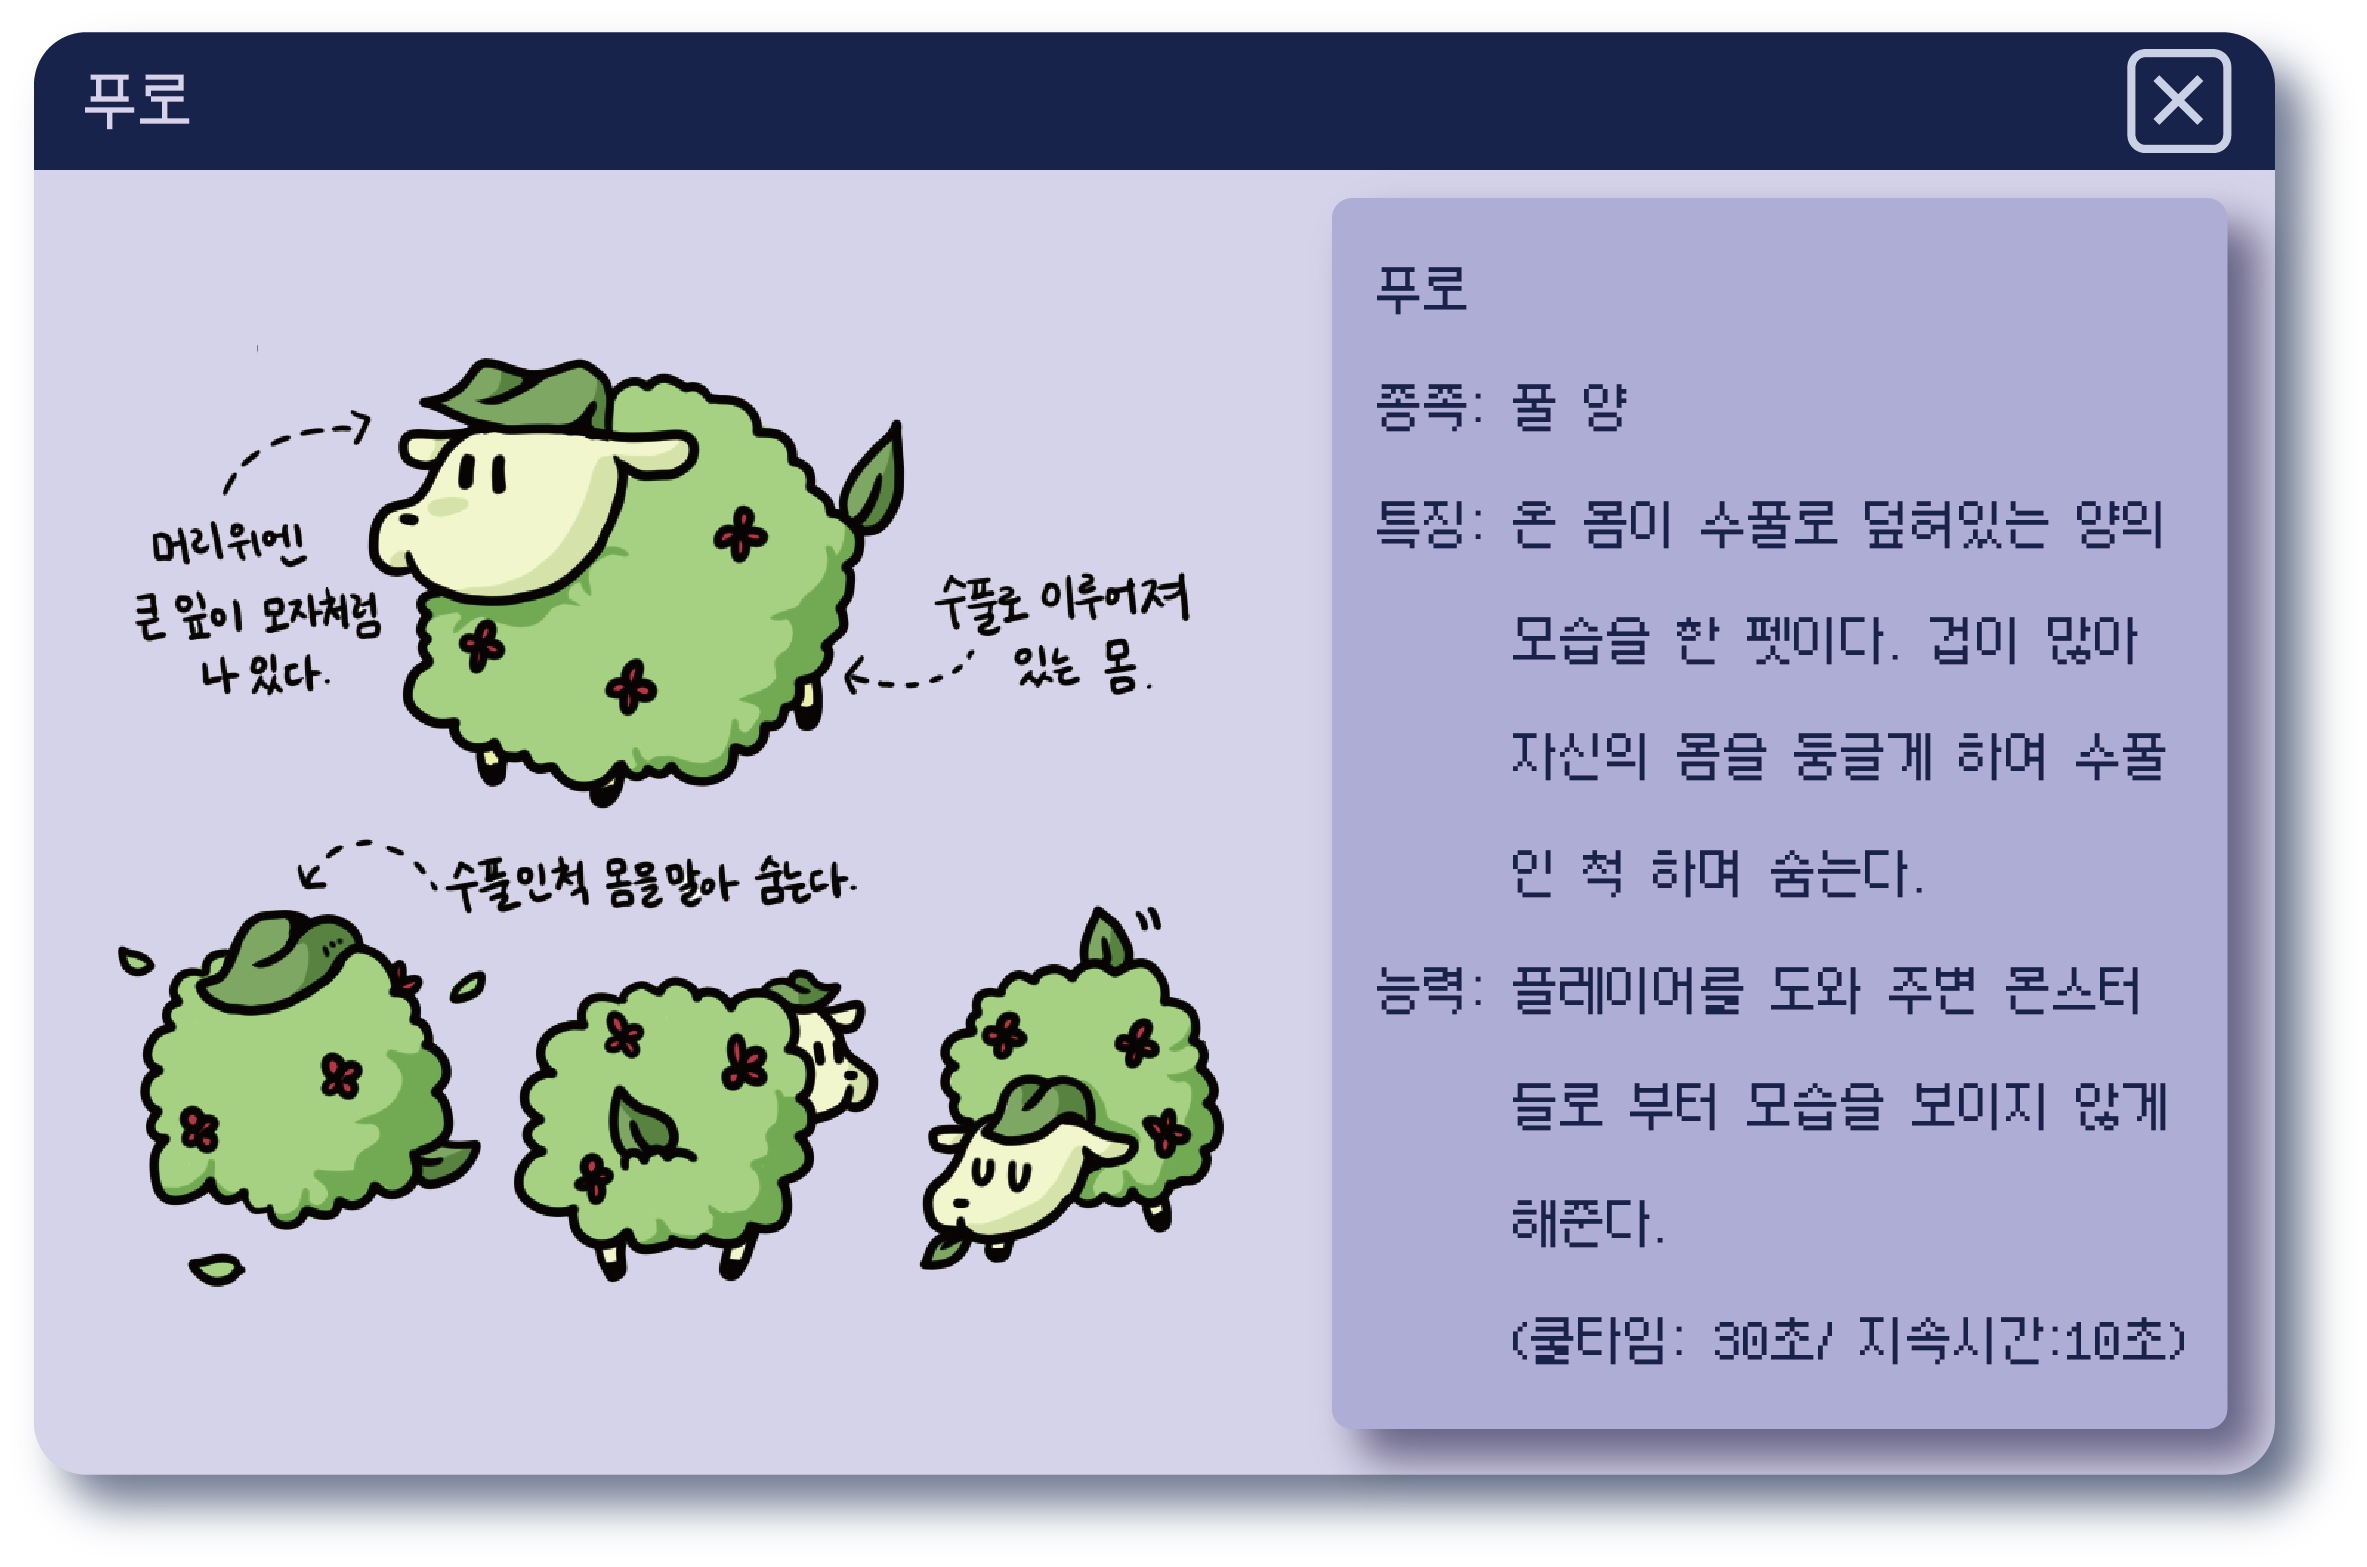 푸로
머리위엔
큰 잎이 모자처럼
나 있다.
수풀로 이루어져
있는 몸.
수풀인척 몸을말아 숨는다.
푸로
종족: 풀 양
특징: 온 몸이 수풀로 덮혀있는 양의
모습을 한 펫이다. 겁이 많아
자신의 몸을 둥글게 하여 수풀
인 척 하며 숨는다.
능력: 플레이어를 도와 주변 몬스터
들로 부터 모습을 보이지 않게
해준다.
(쿨타임: 30초/ 지속시간:10초)